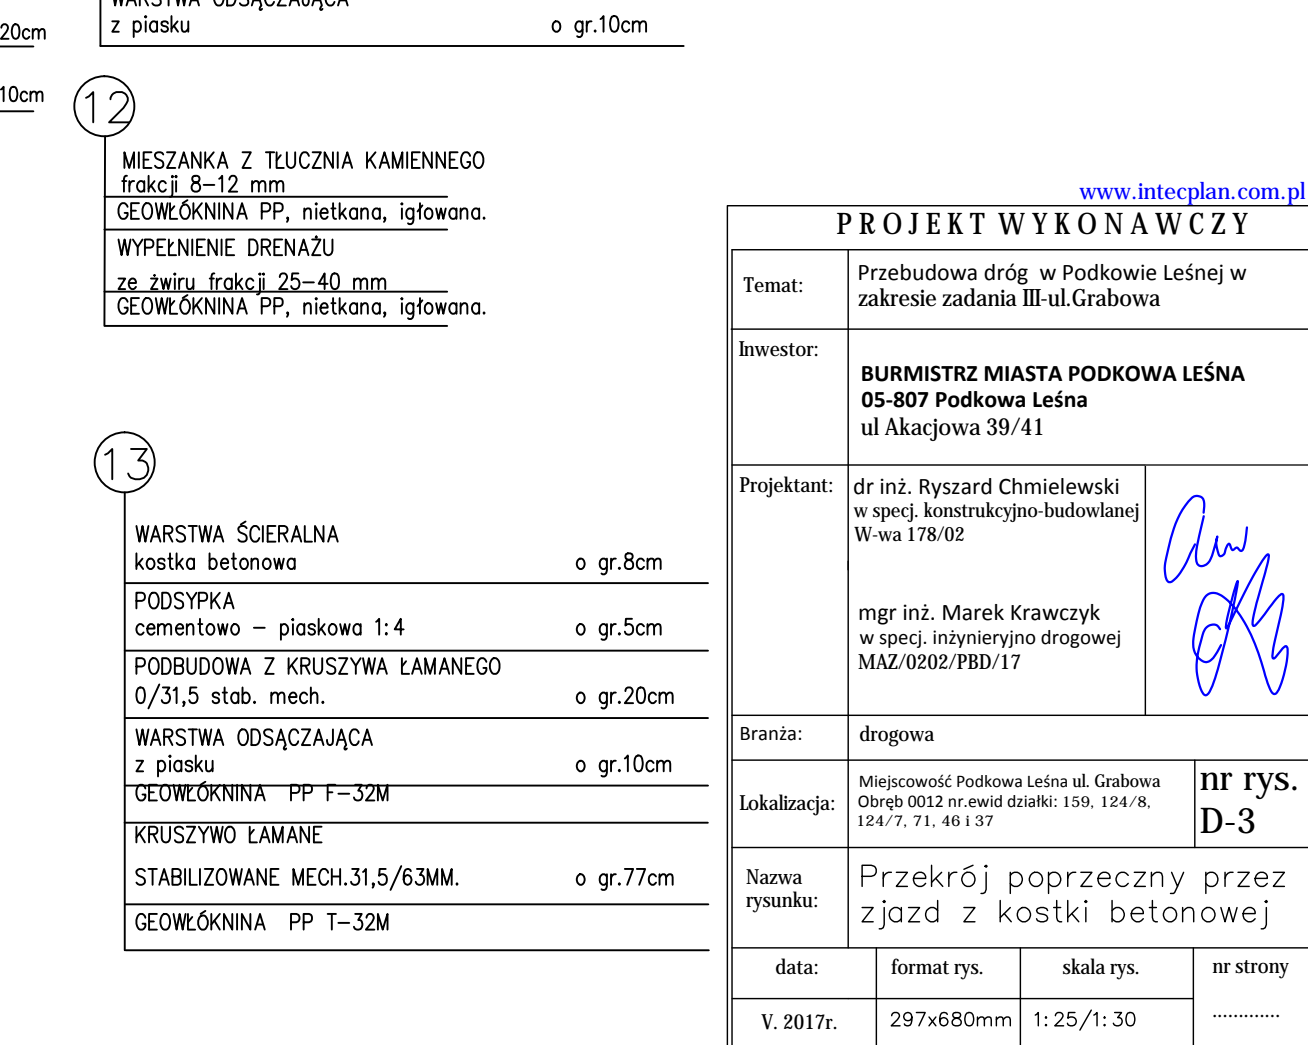 20cm
10cm
WARSTWA ODSĄCZAJĄCA
z piasku o gr.10cm
12
MIESZANKA Z TŁUCZNIA KAMIENNEGO
frakcji 8–12 mm
GEOWŁÓKNINA PP, nietkana, igłowana.
WYPEŁNIENIE DRENAŻU
ze żwiru frakcji 25–40 mm
GEOWŁÓKNINA PP, nietkana, igłowana.
13
WARSTWA ŚCIERALNA
kostka betonowa o gr.8cm
PODSYPKA
cementowo – piaskowa 1:4 o gr.5cm
PODBUDOWA Z KRUSZYWA ŁAMANEGO
0/31,5 stab. mech. o gr.20cm
WARSTWA ODSĄCZAJĄCA
z piasku o gr.10cm
GEOWŁÓKNINA PP F–32M
KRUSZYWO ŁAMANE
STABILIZOWANE MECH.31,5/63MM. o gr.77cm
GEOWŁÓKNINA PP T–32M
www.intecplan.com.pl
PROJEKT WYKONAWCZY
Temat:
Przebudowa dróg w Podkowie Leśnej w
zakresie zadania III-ul.Grabowa
Inwestor:
BURMISTRZ MIASTA PODKOWA LEŚNA
05-807 Podkowa Leśna
ul Akacjowa 39/41
Projektant:
dr inż. Ryszard Chmielewski
w specj. konstrukcyjno-budowlanej
W-wa 178/02
mgr inż. Marek Krawczyk
w specj. inżynieryjno drogowej
MAZ/0202/PBD/17
Branża: drogowa
Lokalizacja:
Miejscowość Podkowa Leśna ul. Grabowa
Obręb 0012 nr.ewid działki: 159, 124/8,
124/7, 71, 46 i 37
nr rys.
D-3
Nazwa
rysunku:
Przekrój poprzeczny przez
zjazd z kostki betonowej
data: format rys. skala rys. nr strony
V. 2017r. 297x680mm 1:25/1:30 .............